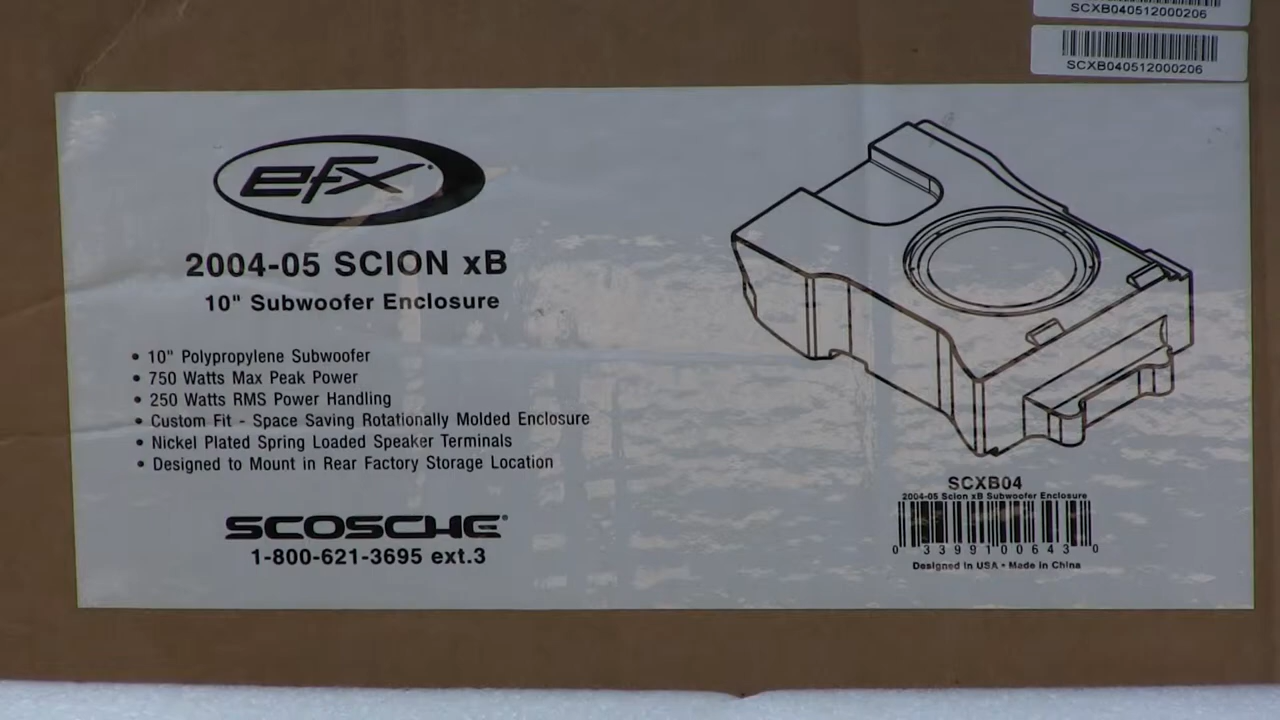 SCXB040512000206
SCXB040512000206
eFX
2004-05 SCION xB
10" Subwoofer Enclosure
• 10" Polypropylene Subwoofer
• 750 Watts Max Peak Power
• 250 Watts RMS Power Handling
• Custom Fit - Space Saving Rotationally Molded Enclosure
• Nickel Plated Spring Loaded Speaker Terminals
• Designed to Mount in Rear Factory Storage Location
SCOSCHE®
1-800-621-3695 ext.3
SCXB04
2004-05 Scion xB Subwoofer Enclosure
0 33991 00643 0
Designed in USA • Made in China